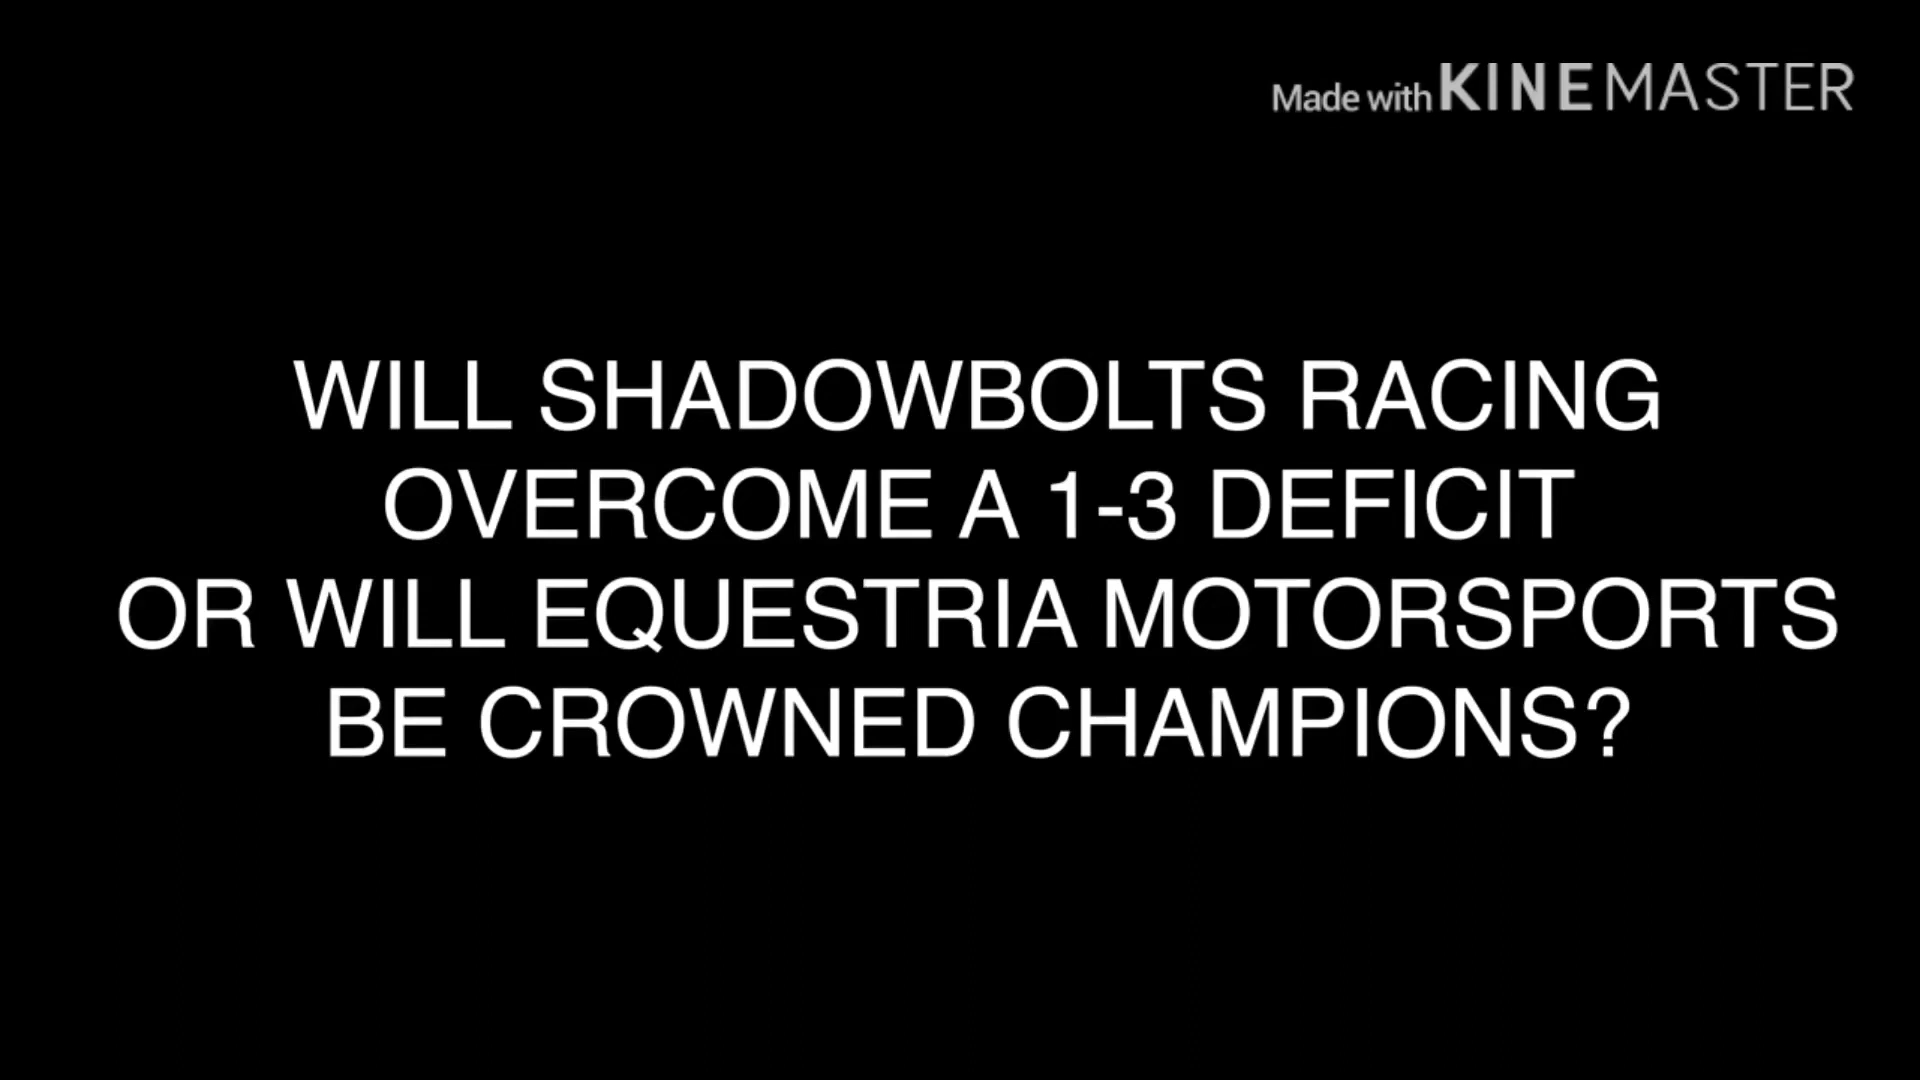 Made with KINEMASTER
WILL SHADOWBOLTS RACING
OVERCOME A 1-3 DEFICIT
OR WILL EQUESTRIA MOTORSPORTS
BE CROWNED CHAMPIONS?